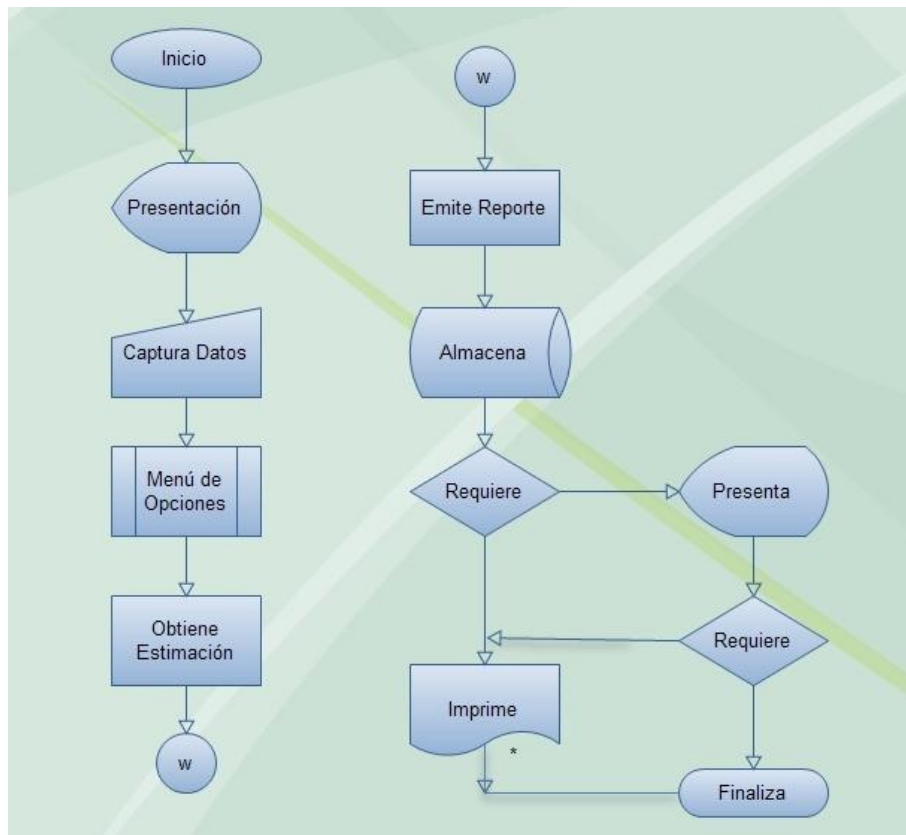 Inicio
Presentación
Captura Datos
Menú de
Opciones
Obtiene
Estimación
w
w
Emite Reporte
Almacena
Requiere
Presenta
Requiere
Imprime
*
Finaliza